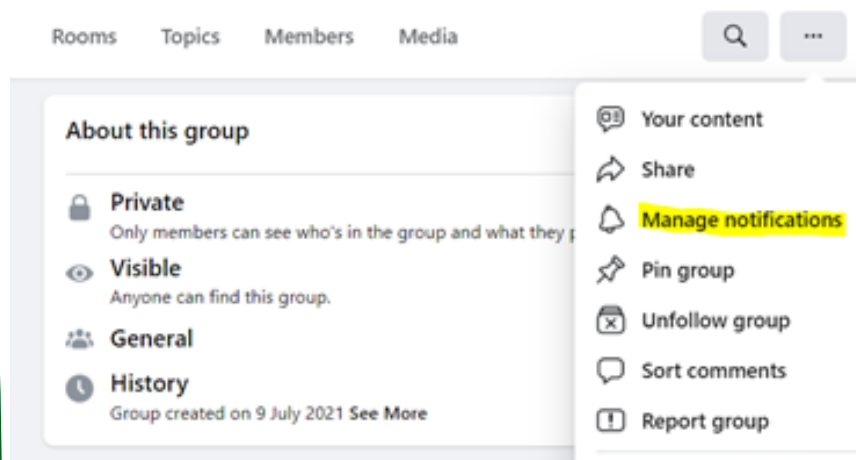 Rooms Topics Members Media
...
About this group
Private
Only members can see who's in the group and what they
Visible
Anyone can find this group.
General
History
Group created on 9 July 2021 See More
Your content
Share
Manage notifications
Pin group
Unfollow group
Sort comments
Report group